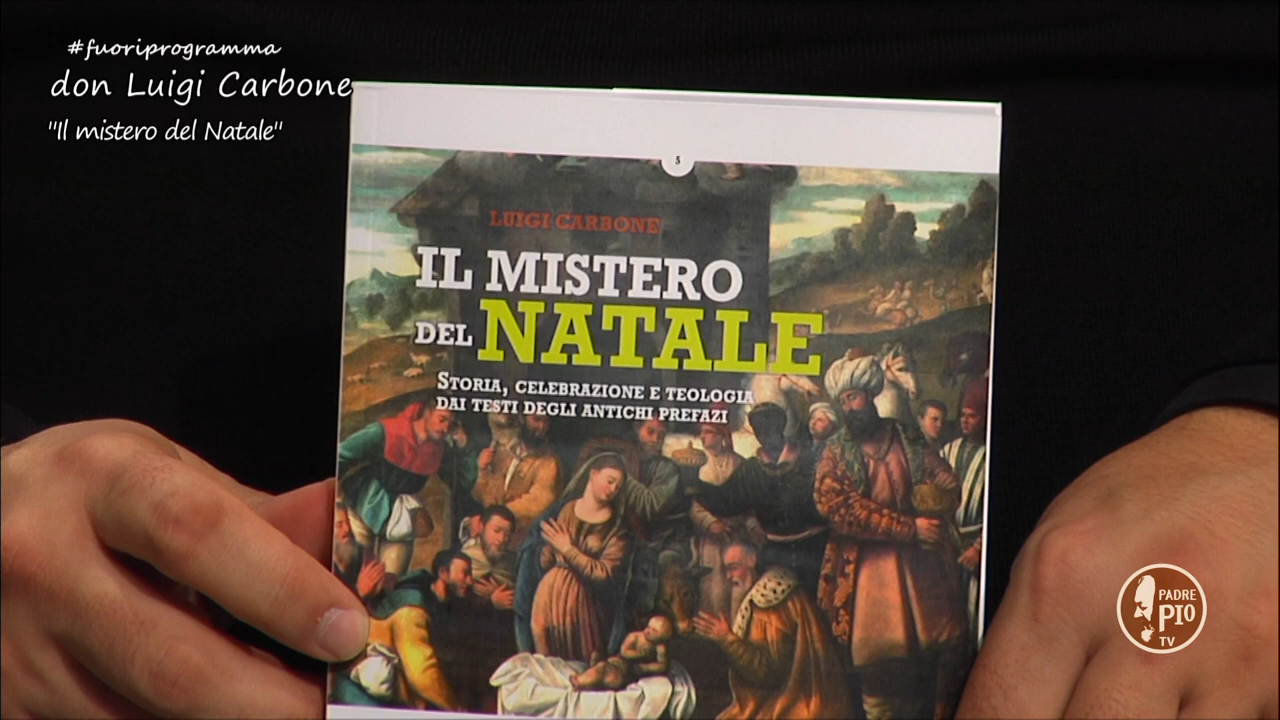 #fuoriprogramma
don Luigi Carbone
"Il mistero del Natale"
5
LUIGI CARBONE
IL MISTERO
DEL NATALE
STORIA, CELEBRAZIONE E TEOLOGIA
DAI TESTI DEGLI ANTICHI PREFAZI
PADRE
PIO
TV